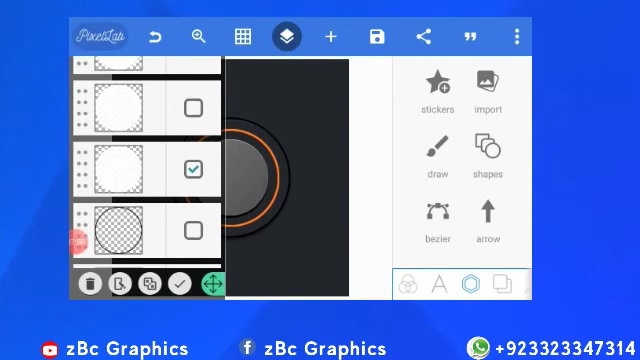 PixelLab
stickers import
draw shapes
bezier arrow
zBc Graphics zBc Graphics +923323347314